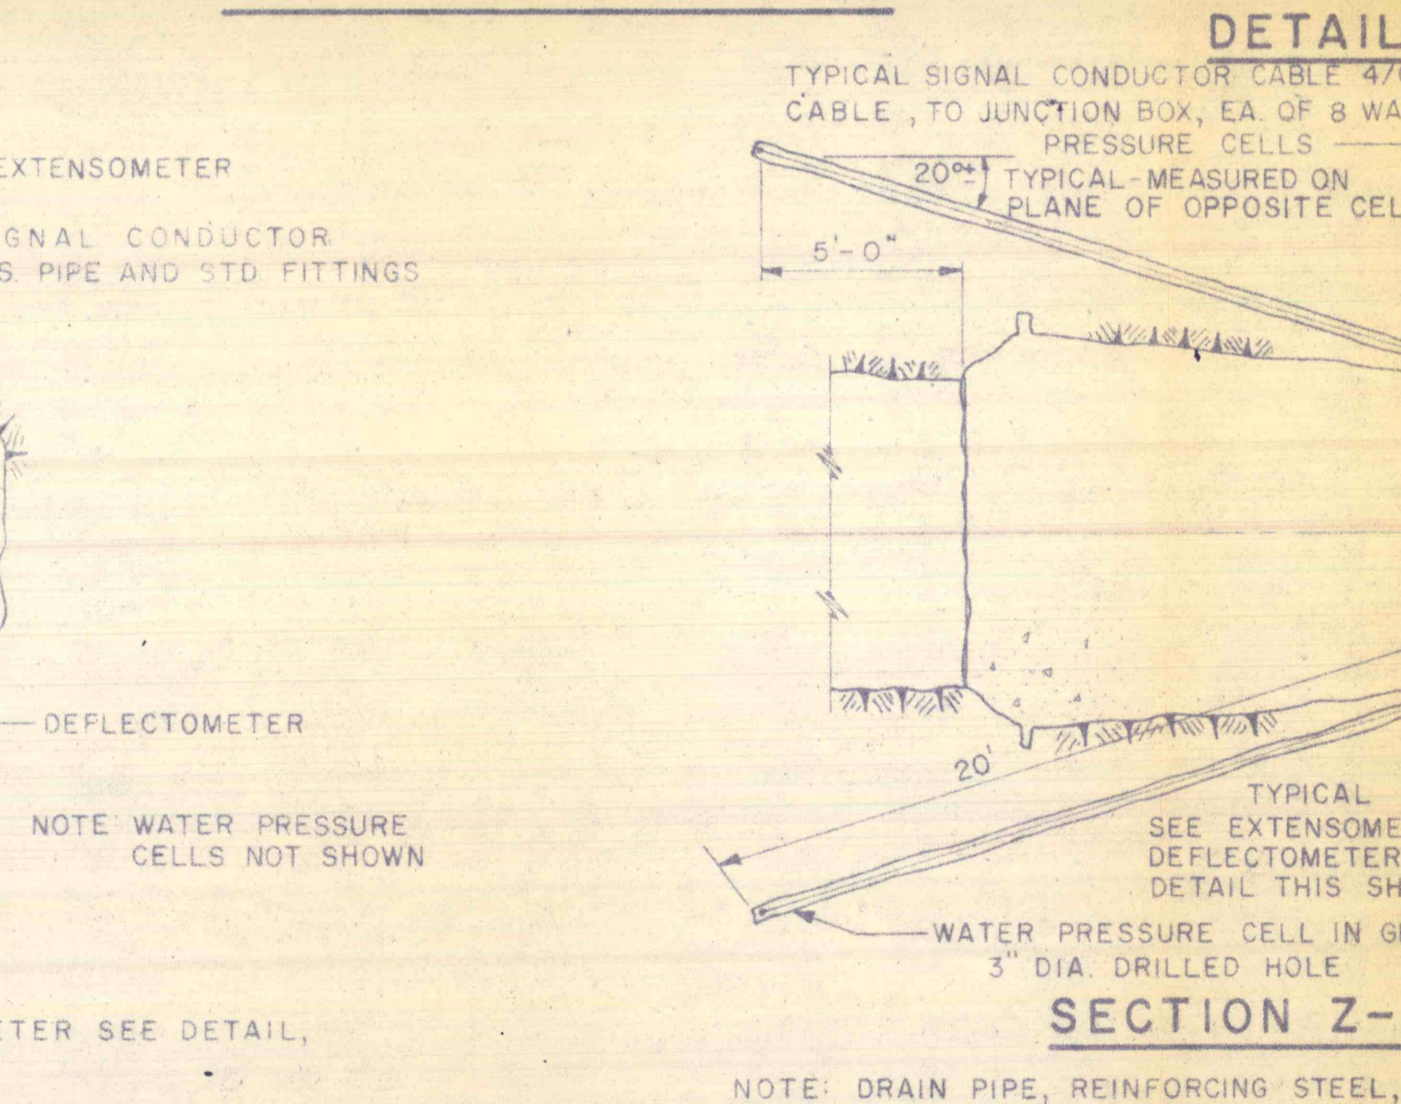 EXTENSOMETER
SIGNAL CONDUCTOR
S. PIPE AND STD. FITTINGS
DEFLECTOMETER
NOTE: WATER PRESSURE
CELLS NOT SHOWN
ETER SEE DETAIL,
DETAIL
TYPICAL SIGNAL CONDUCTOR CABLE 4/
CABLE, TO JUNCTION BOX, EA. OF 8 WA
PRESSURE CELLS
20°± TYPICAL-MEASURED ON
PLANE OF OPPOSITE CEL
5'-0"
20'
TYPICAL
SEE EXTENSOME
DEFLECTOMETER
DETAIL THIS SH
WATER PRESSURE CELL IN G
3" DIA. DRILLED HOLE
SECTION Z-
NOTE: DRAIN PIPE, REINFORCING STEEL,